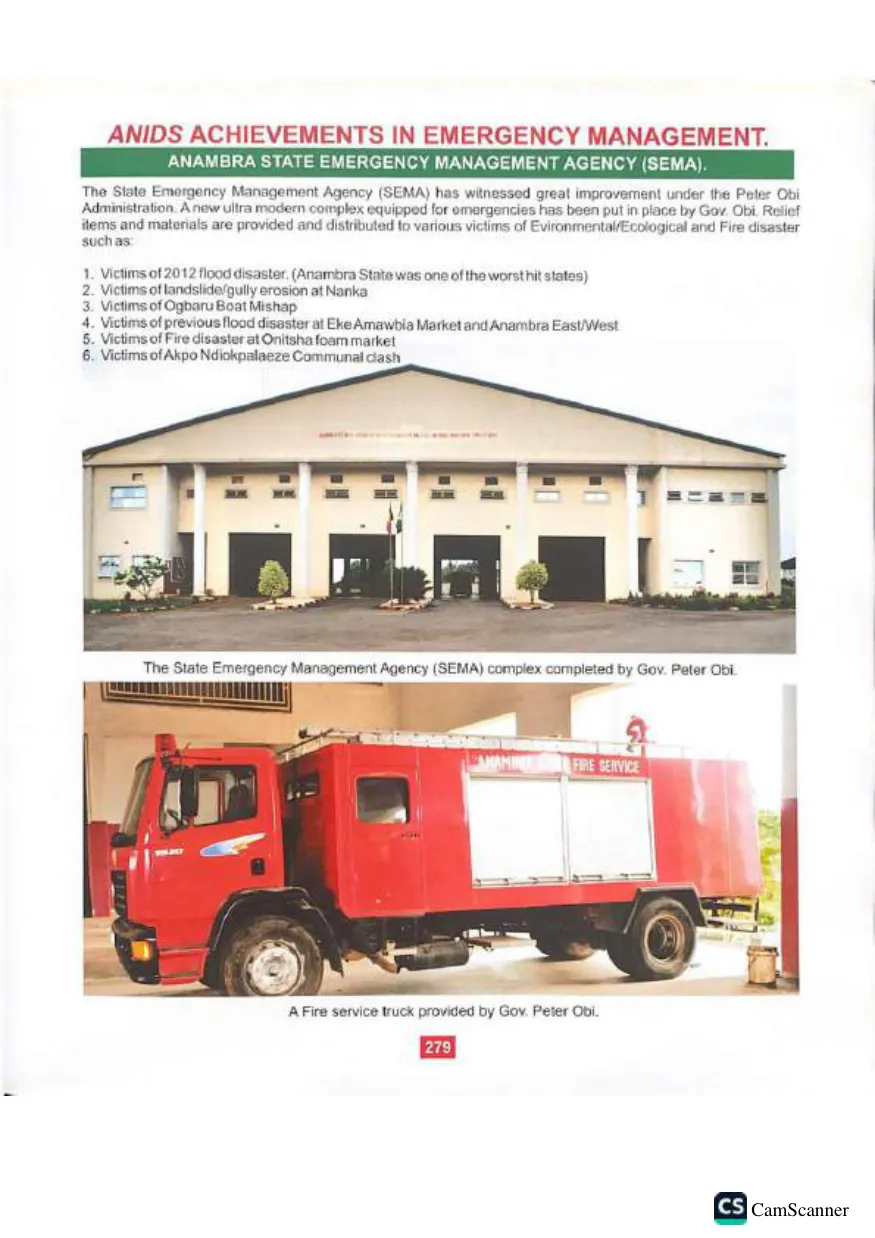 ANIDS ACHIEVEMENTS IN EMERGENCY MANAGEMENT.
ANAMBRA STATE EMERGENCY MANAGEMENT AGENCY (SEMA).
The State Emergency Management Agency (SEMA) has witnessed great improvement under the Peter Obi
Administration. A new ultra modern complex equipped for emergencies has been put in place by Gov. Obi. Relief
items and materials are provided and distributed to various victims of Evironmental/Ecological and Fire disaster
such as:
1. Victims of 2012 flood disaster. (Anambra State was one of the worst hit states)
2. Victims of landslide/gully erosion at Nanka
3. Victims of Ogbaru Boat Mishap
4. Victims of previous flood disaster at Eke Amawbia Market and Anambra East/West
5. Victims of Fire disaster at Onitsha foam market
6. Victims of Akpo Ndiokpalaeze Communal clash
The State Emergency Management Agency (SEMA) complex completed by Gov. Peter Obi.
FIRE SERVICE
A Fire service truck provided by Gov. Peter Obi.
279
CS CamScanner